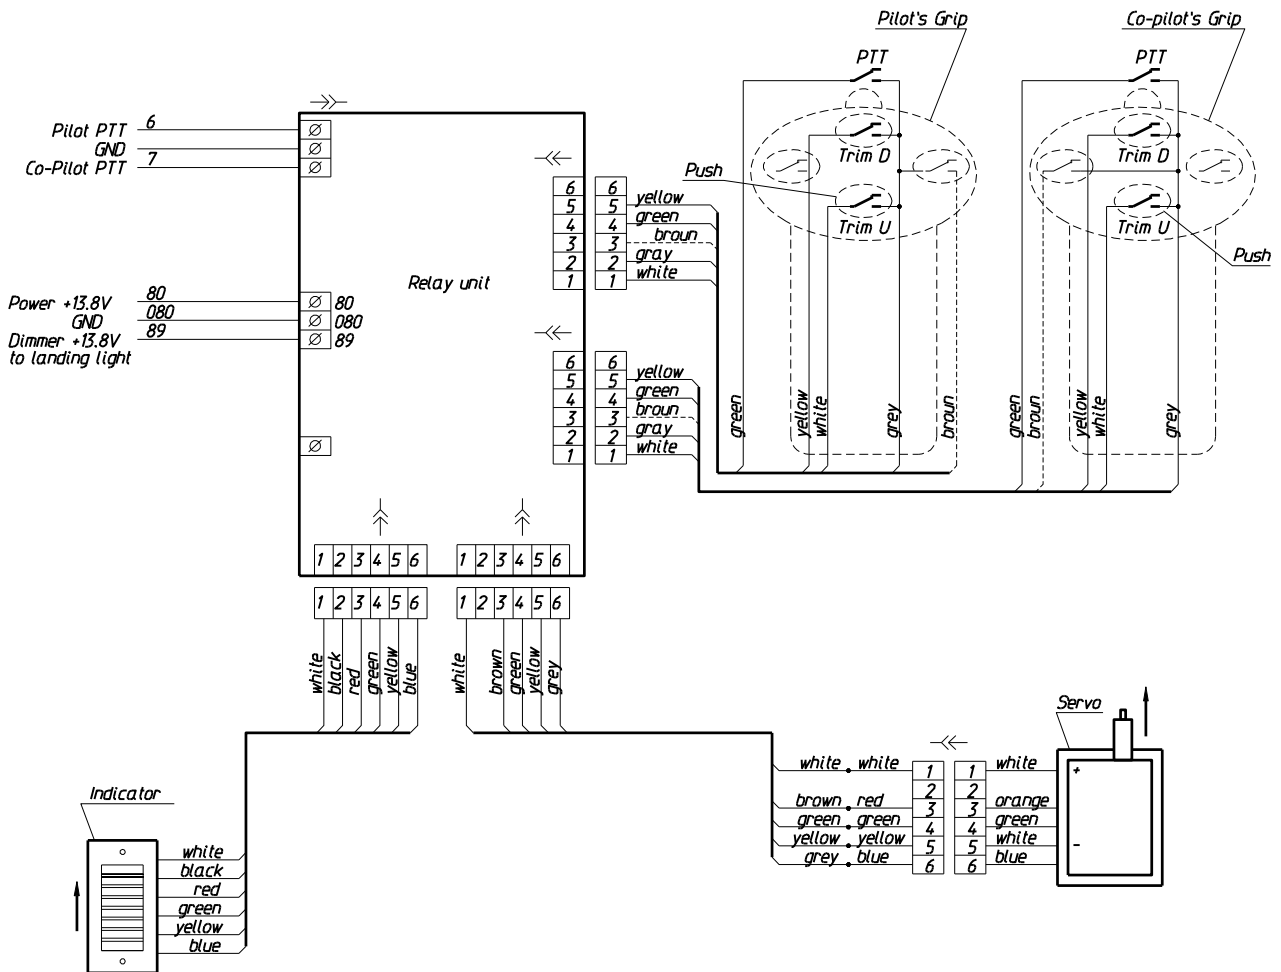 Pilot's Grip
Co-pilot's Grip
PTT
PTT
Pilot PTT 6
GND
Co-Pilot PTT 7
Trim D
Trim D
Push
Trim U
Trim U
Push
6 6
5 5 yellow
4 4 green
3 3 broun
2 2 gray
1 1 white
Relay unit
Power +13.8V 80 80
GND 080 080
Dimmer +13.8V 89 89
to landing light
6 6
5 5 yellow
4 4 green
3 3 broun
2 2 gray
1 1 white
green
yellow
white
grey
broun
green
broun
yellow
white
grey
1 2 3 4 5 6
1 2 3 4 5 6
1 2 3 4 5 6
1 2 3 4 5 6
white
black
red
green
yellow
blue
white
brown
green
yellow
grey
Servo
white white 1 1 white +
2 2
brown red 3 3 orange
green green 4 4 green
yellow yellow 5 5 white -
grey blue 6 6 blue
Indicator
white
black
red
green
yellow
blue